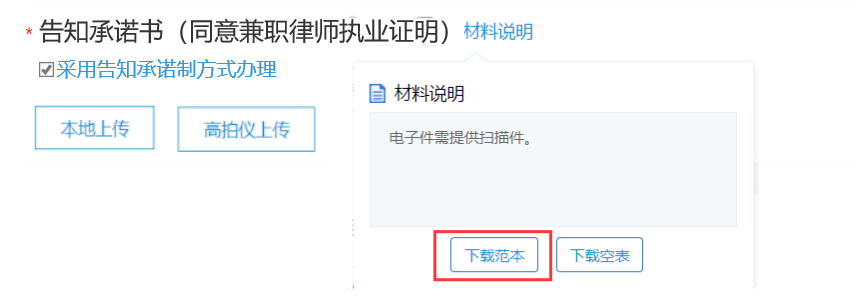 * 告知承诺书（同意兼职律师执业证明） 材料说明
采用告知承诺制方式办理
本地上传 高拍仪上传
材料说明
电子件需提供扫描件。
下载范本 下载空表